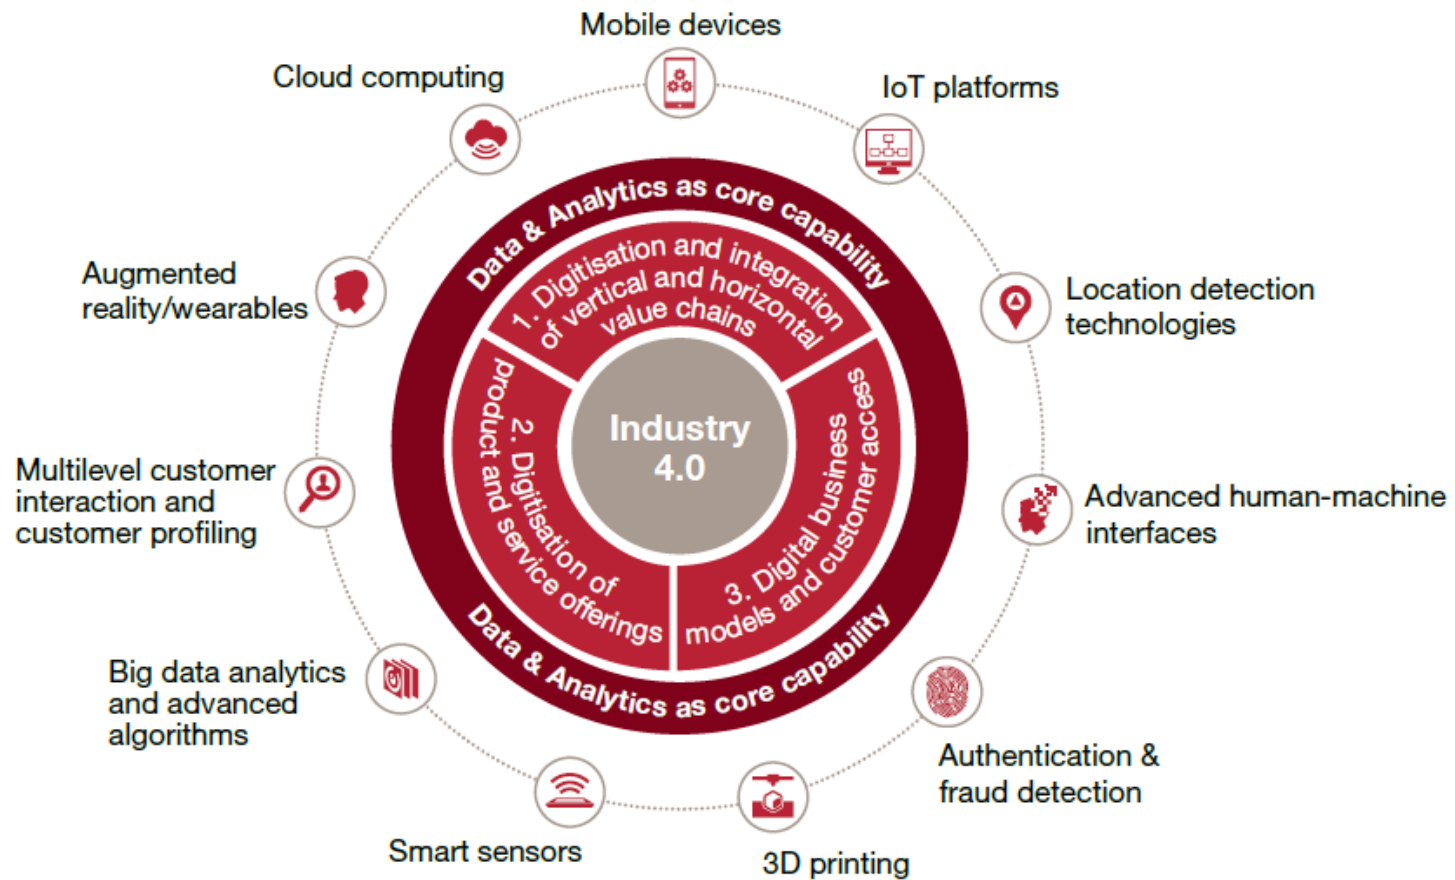 Mobile devices
Cloud computing
IoT platforms
Data & Analytics as core capability
1. Digitisation and integration
of vertical and horizontal
value chains
Augmented
reality/wearables
Location detection
technologies
Industry
4.0
2. Digitisation of
product and service offerings
3. Digital business
models and customer access
Multilevel customer
interaction and
customer profiling
Advanced human-machine
interfaces
Data & Analytics as core capability
Big data analytics
and advanced
algorithms
Authentication &
fraud detection
Smart sensors
3D printing